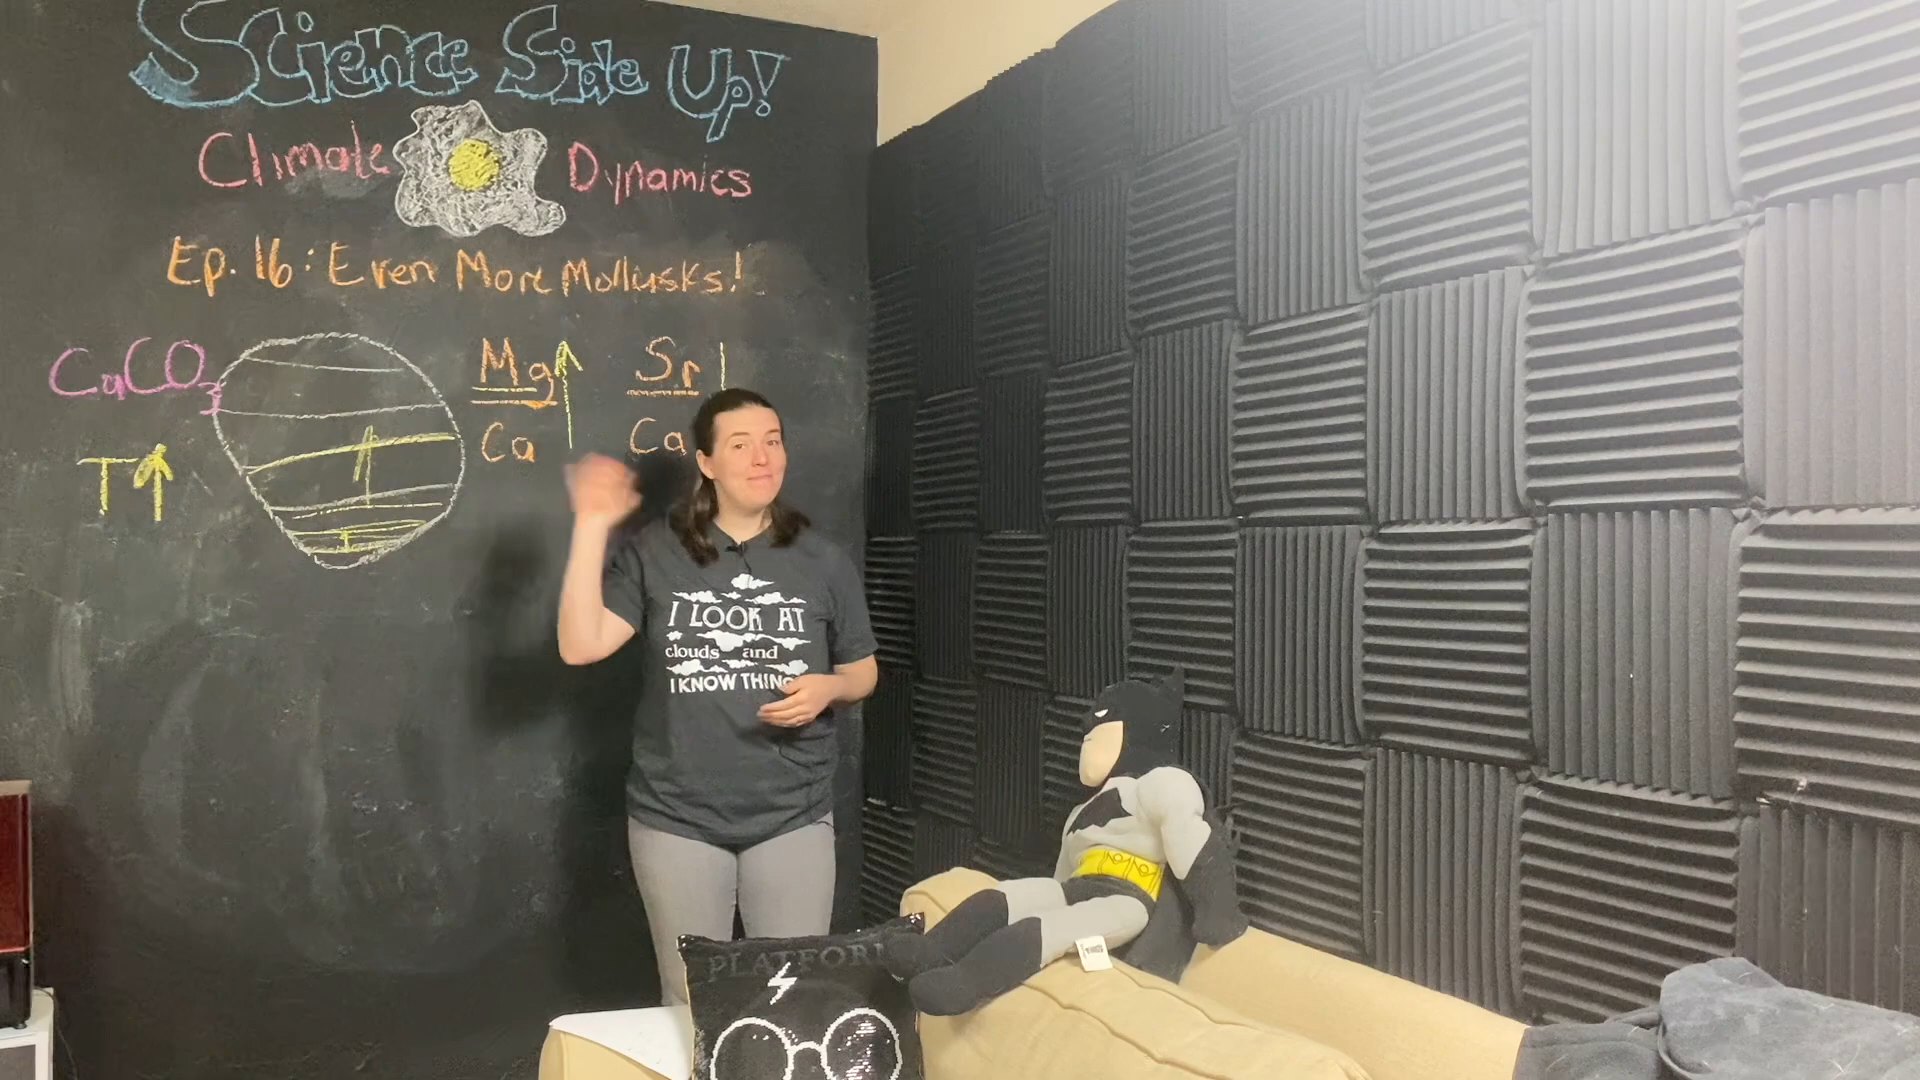 Science Side Up!
Climate Dynamics
Ep. 16: Even More Mollusks!
CaCO3
Mg
Ca
Sr
Ca
T
I LOOK AT
clouds and
I KNOW THING
PLATFORM